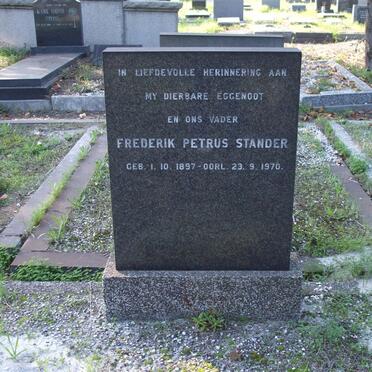 IN LIEFDEVOLLE HERINNERING AAN
MY DIERBARE EGGENOOT
EN ONS VADER
FREDERIK PETRUS STANDER
GEB. 1. 10. 1897 - OORL. 23. 9. 1970.